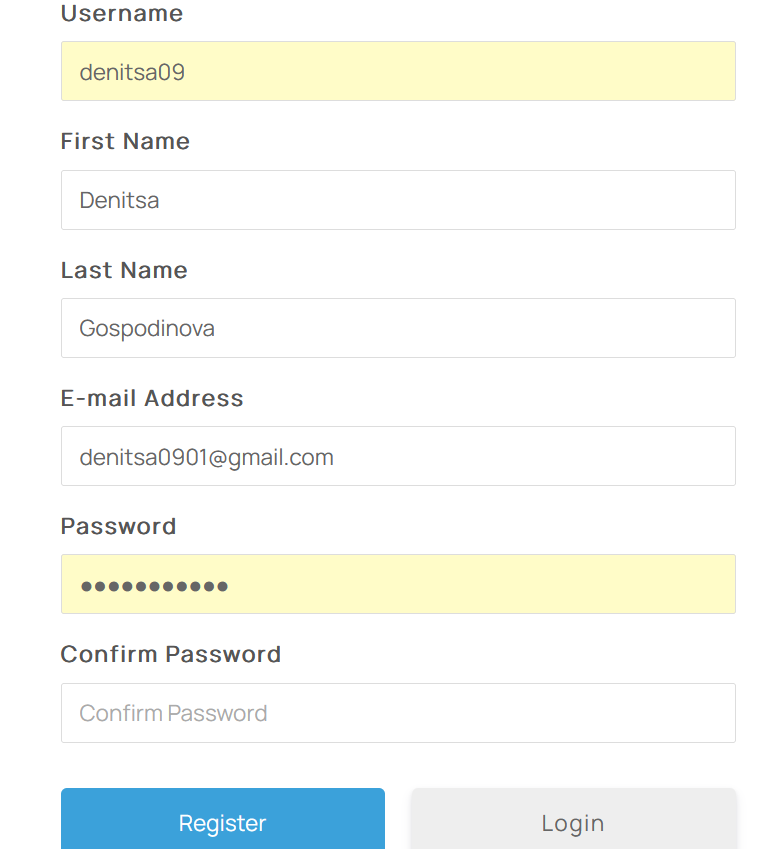 Username
denitsa09
First Name
Denitsa
Last Name
Gospodinova
E-mail Address
denitsa0901@gmail.com
Password
•••••••••••
Confirm Password
Confirm Password
Register Login